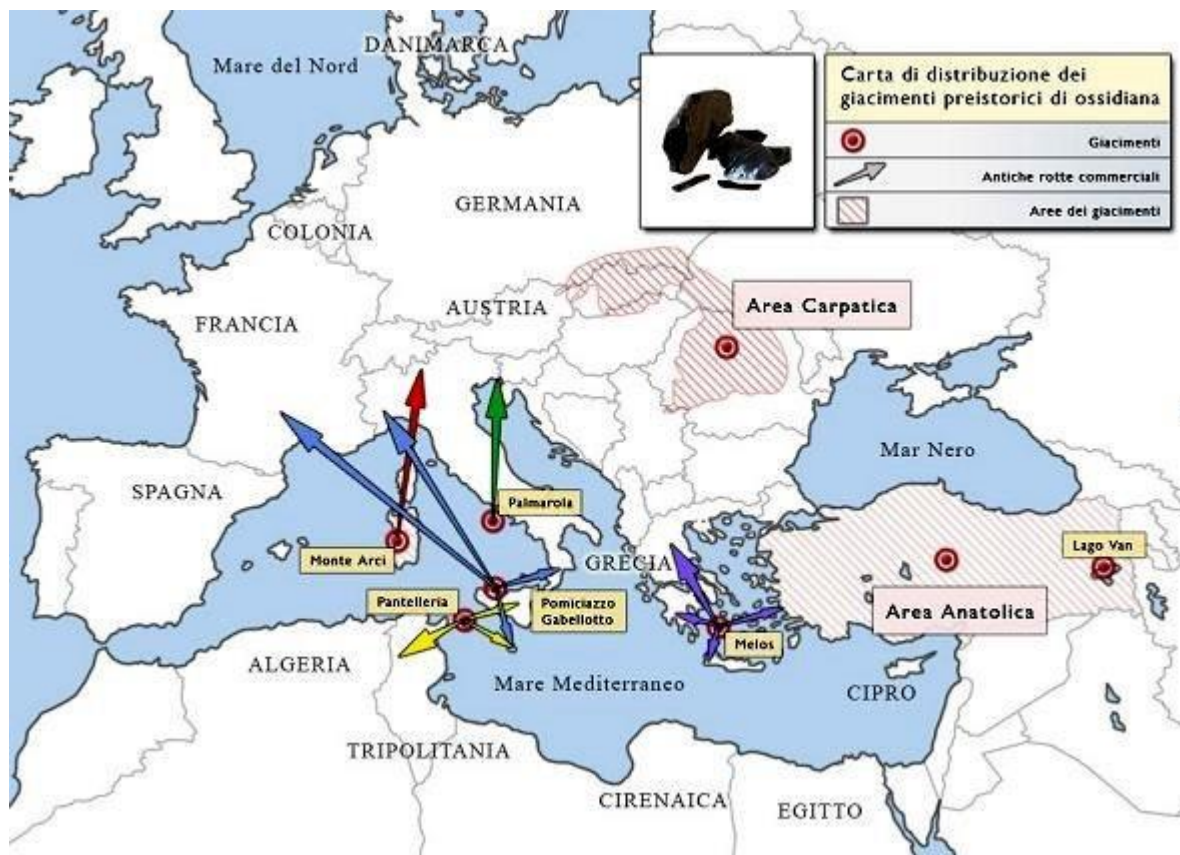 DANIMARCA
Mare del Nord
Carta di distribuzione dei
giacimenti preistorici di ossidiana
Giacimenti
Antiche rotte commerciali
Aree dei giacimenti
GERMANIA
COLONIA
AUSTRIA
Area Carpatica
FRANCIA
Mar Nero
SPAGNA
Palmarola
Monte Arci
GRECIA
Lago Van
Pantelleria
Pomiciazzo
Gabellotto
Area Anatolica
Melos
ALGERIA
Mare Mediterraneo
CIPRO
TRIPOLITANIA
CIRENAICA
EGITTO